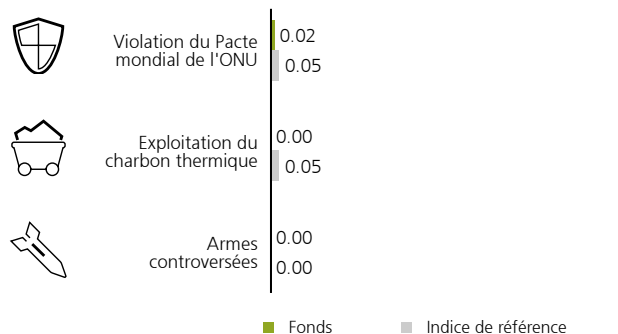 Violation du Pacte
mondial de l'ONU
0.02
0.05
Exploitation du
charbon thermique
0.00
0.05
Armes
controversées
0.00
0.00
Fonds
Indice de référence